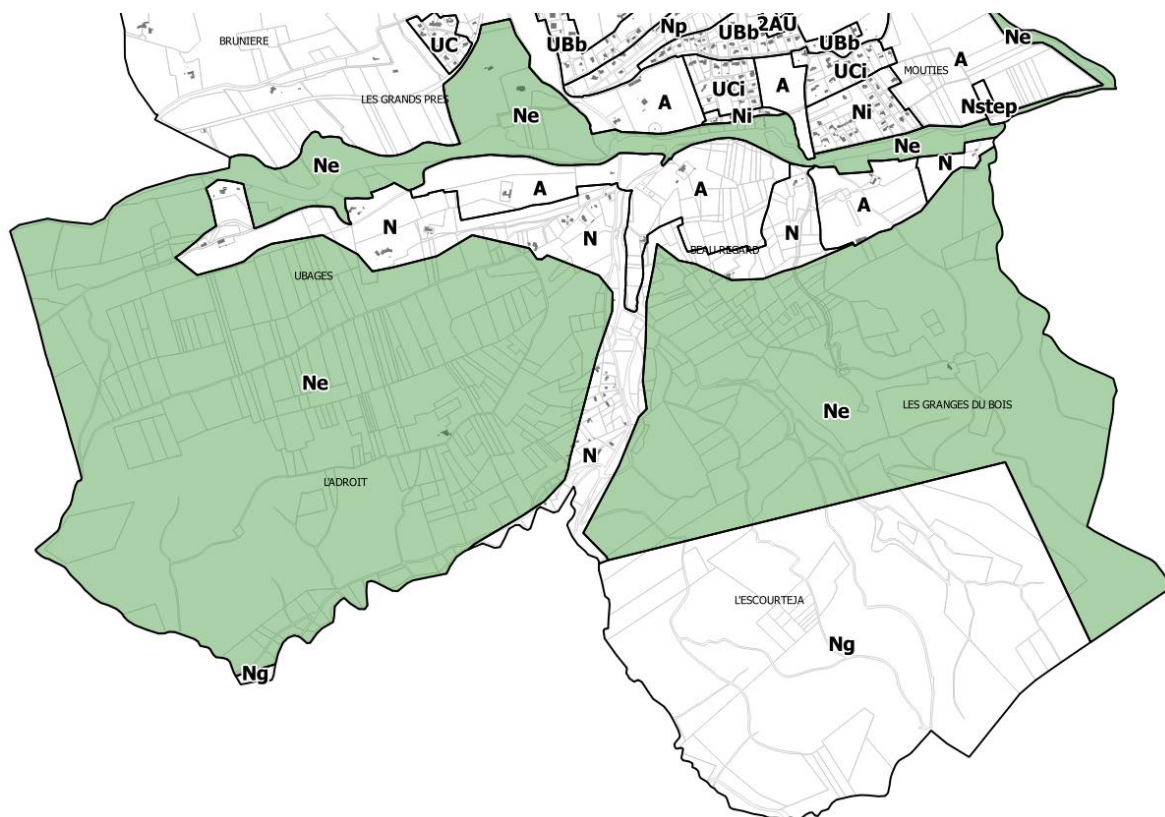 2AU
Np
UBb
Ne
BRUNIERE
UC
UBb
UBb
A
UCi
MOUTIES
LES GRANDS PRES
UCi
A
A
Nstep
Ne
Ni
Ni
Ne
Ne
N
A
A
A
N
N
N
BEAU REGARD
UBAGES
Ne
Ne
LES GRANGES DU BOIS
N
L'ADROIT
L'ESCOURTEJA
Ng
Ng